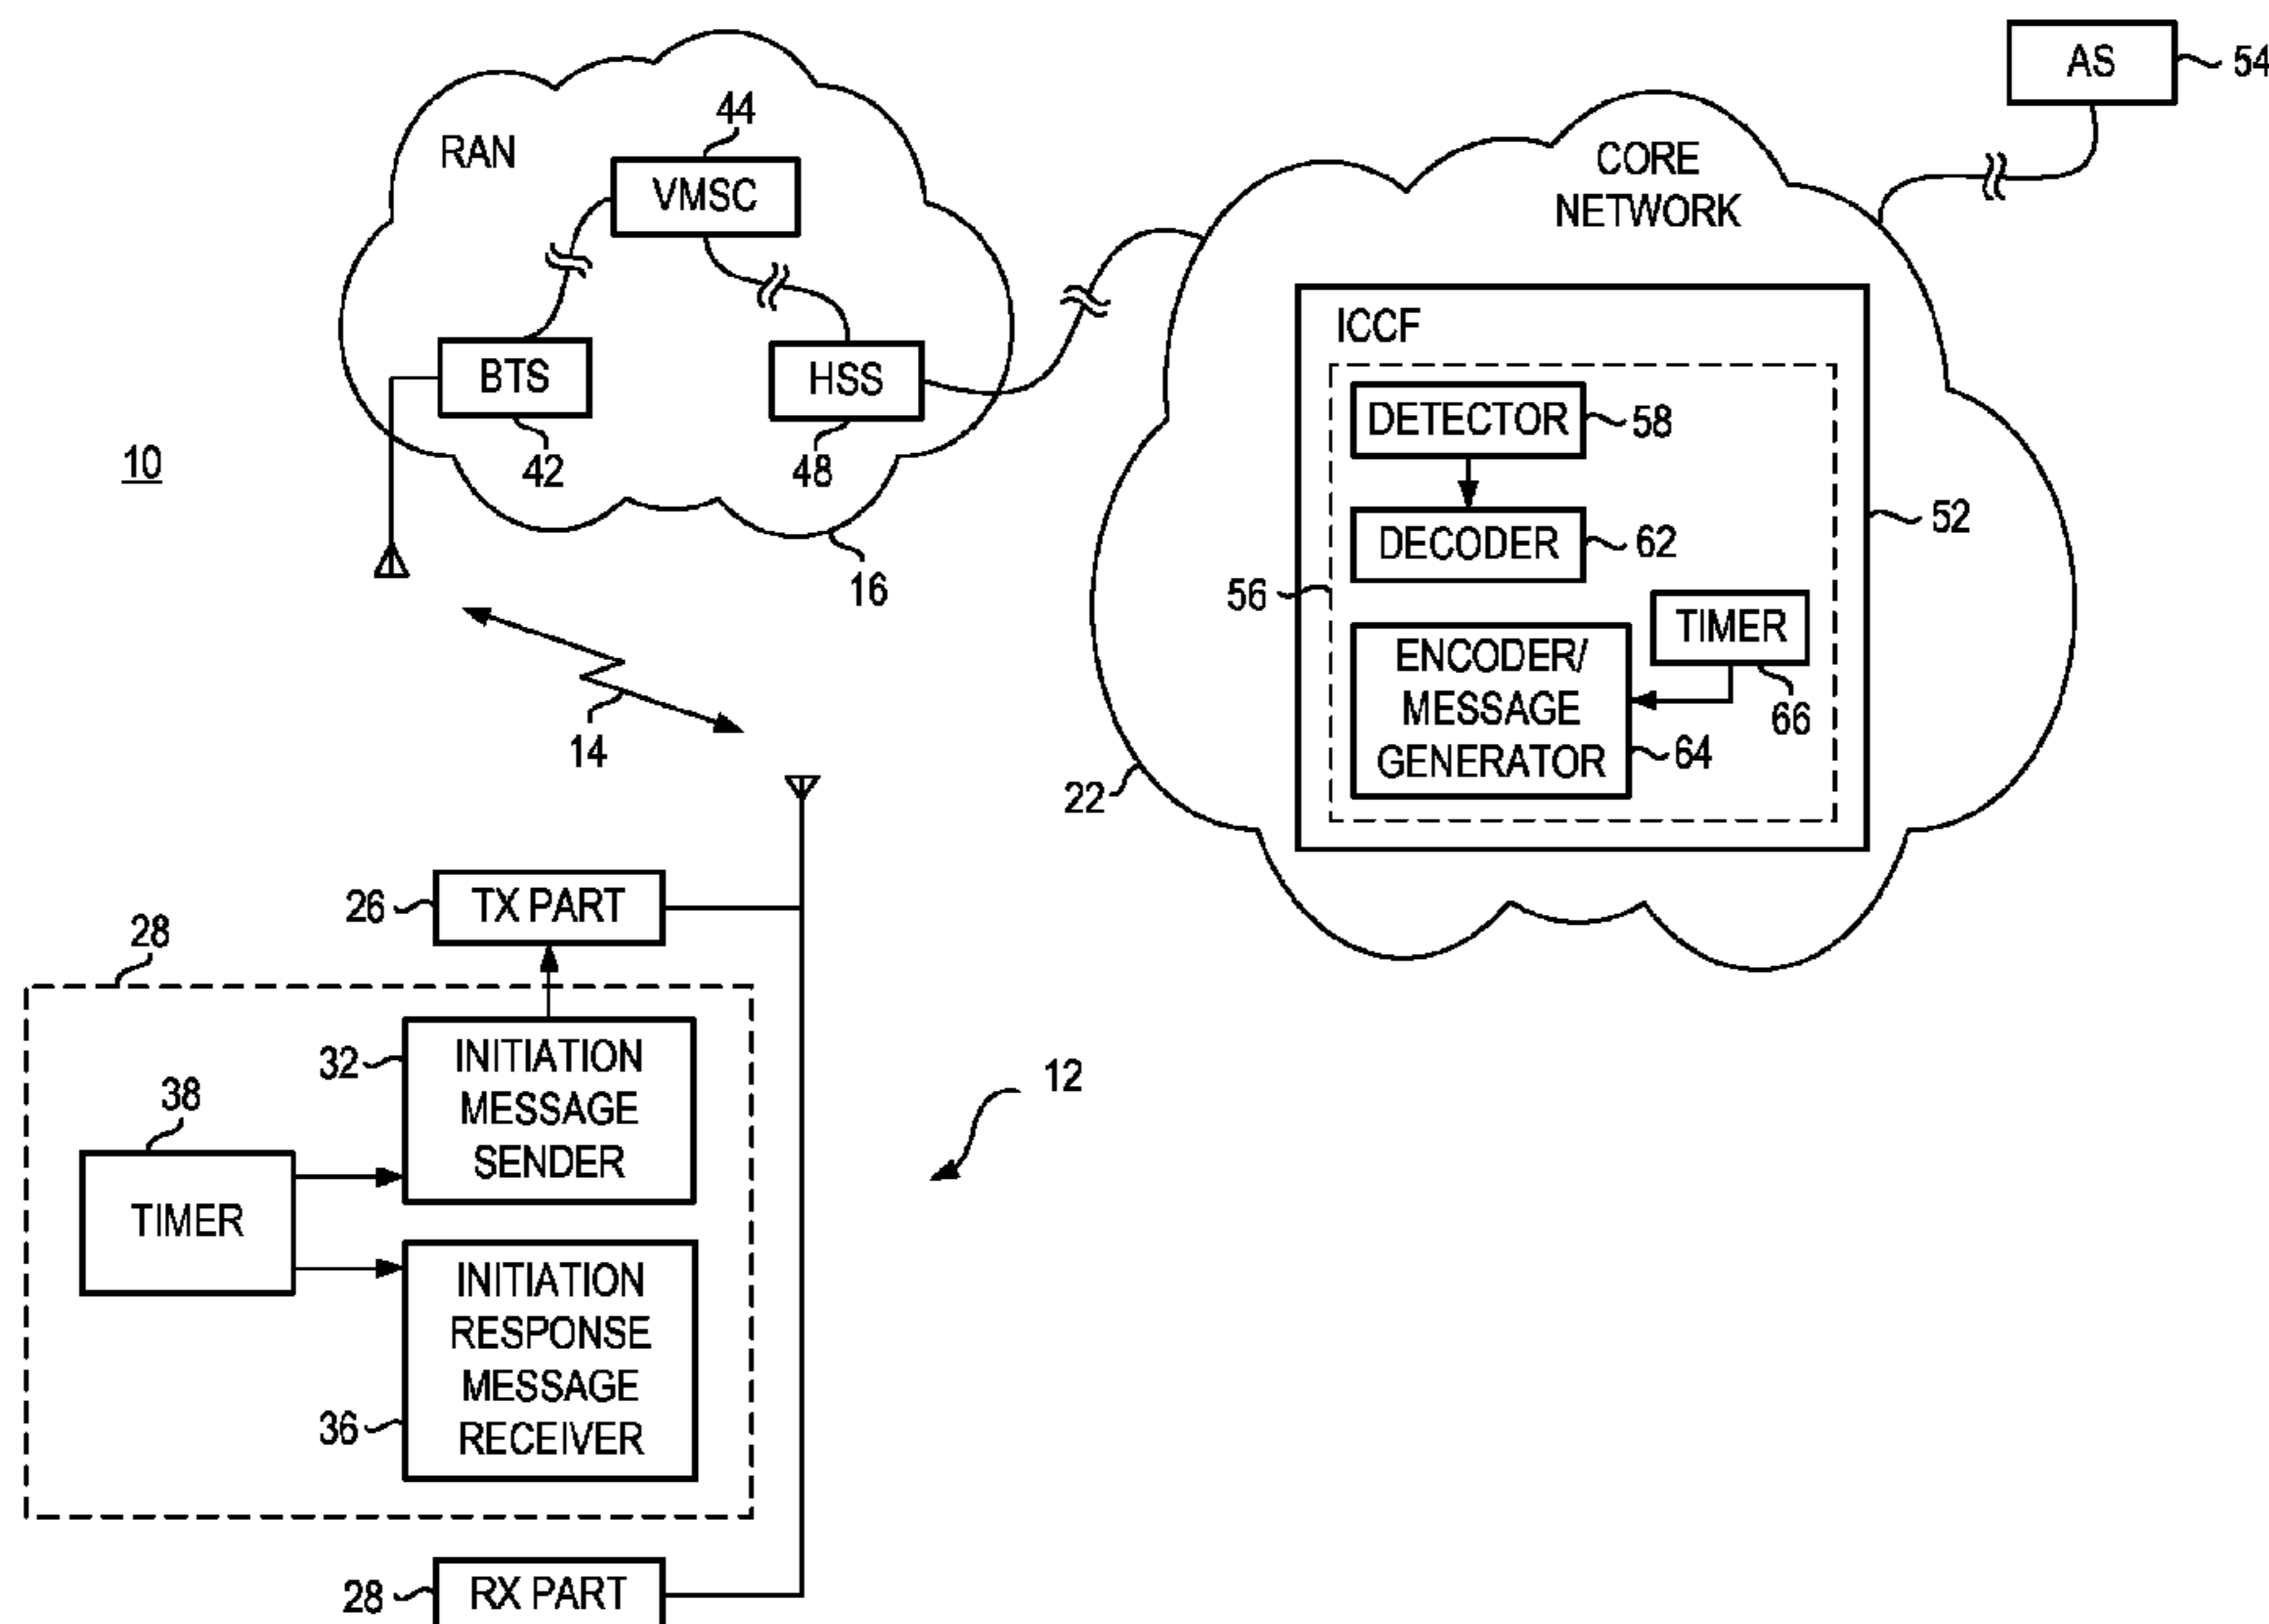 AS
54
44
RAN
VMSC
CORE
NETWORK
ICCF
BTS
HSS
DETECTOR
58
10
42
48
52
DECODER
62
16
56
TIMER
ENCODER/
MESSAGE
GENERATOR
66
64
14
22
26
TX PART
28
32
INITIATION
MESSAGE
SENDER
12
38
TIMER
INITIATION
RESPONSE
MESSAGE
RECEIVER
36
28
RX PART